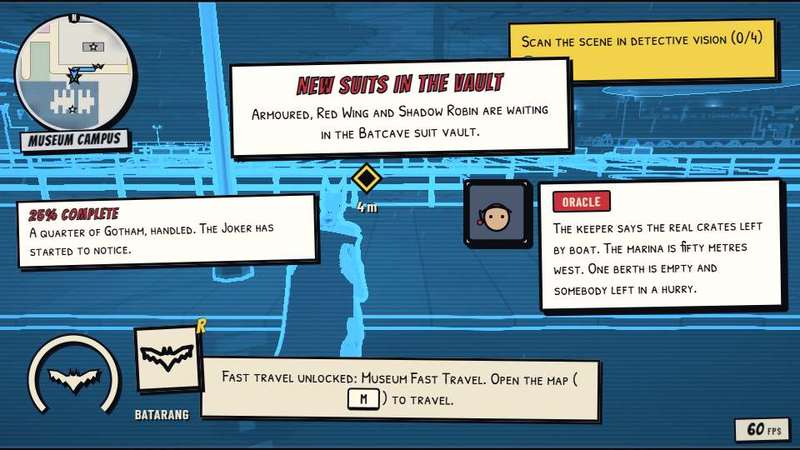 Scan the scene in detective vision (0/4)
NEW SUITS IN THE VAULT
Armoured, Red Wing and Shadow Robin are waiting
in the Batcave suit vault.
MUSEUM CAMPUS
4m
25% COMPLETE
A quarter of Gotham, handled. The Joker has
started to notice.
ORACLE
The keeper says the real crates left
by boat. The marina is fifty metres
west. One berth is empty and
somebody left in a hurry.
R
BATARANG
Fast travel unlocked: Museum Fast Travel. Open the map (
M ) to travel.
60 FPS